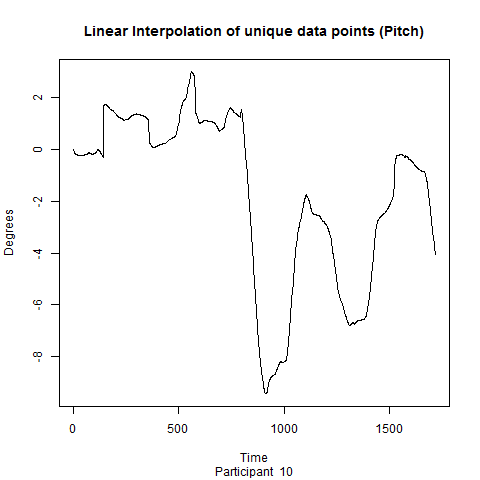 Linear Interpolation of unique data points (Pitch)
2
0
-2
-4
-6
-8
Degrees
0 500 1000 1500
Time
Participant 10